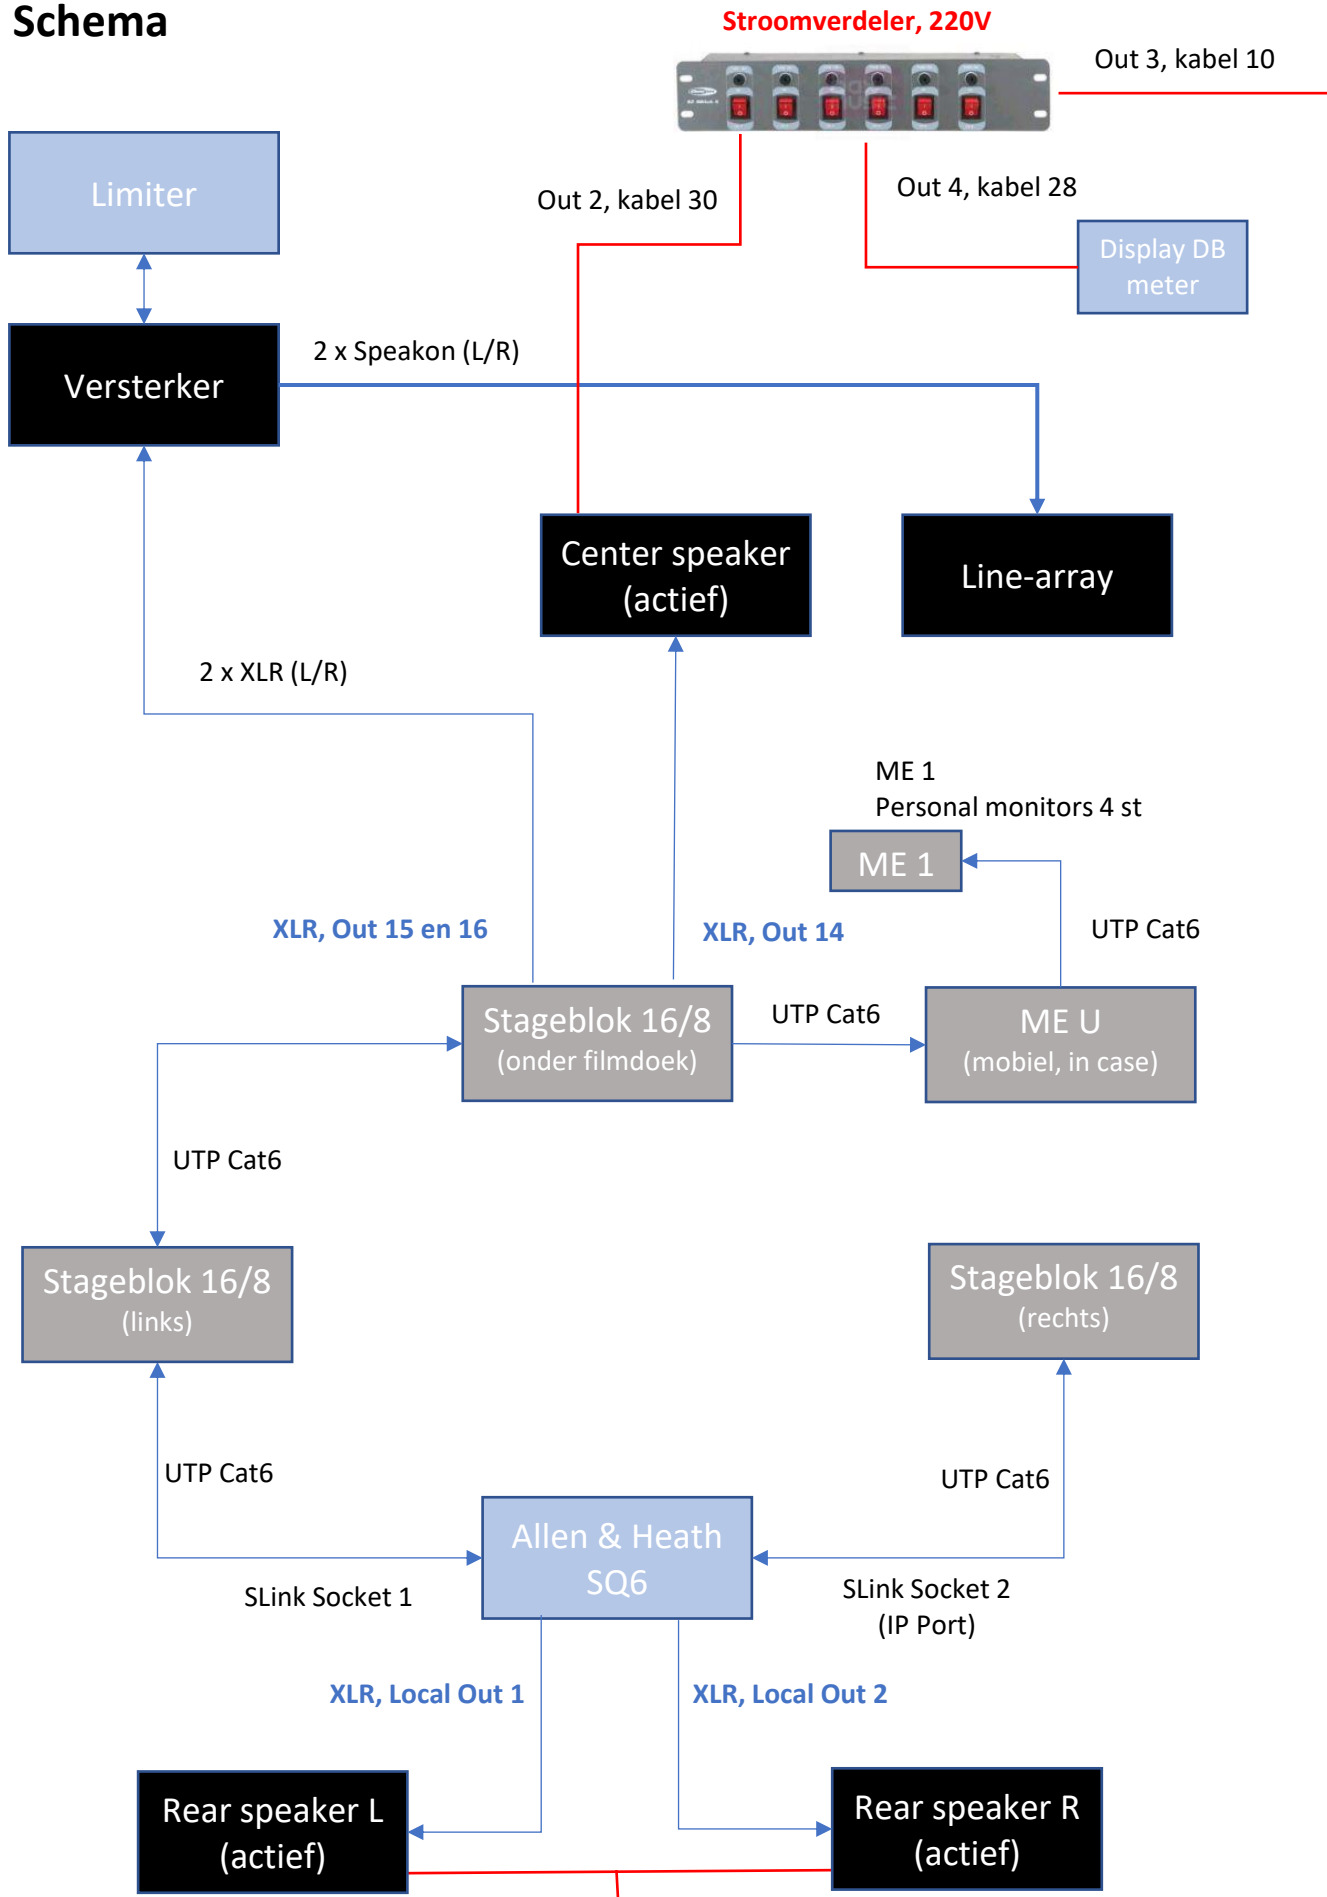 Schema
Stroomverdeler, 220V
Out 3, kabel 10
Limiter
Out 2, kabel 30
Out 4, kabel 28
Display DB
meter
2 x Speakon (L/R)
Versterker
Center speaker
(actief)
Line-array
2 x XLR (L/R)
ME 1
Personal monitors 4 st
ME 1
XLR, Out 15 en 16
XLR, Out 14
UTP Cat6
Stageblok 16/8
(onder filmdoek)
UTP Cat6
ME U
(mobiel, in case)
UTP Cat6
Stageblok 16/8
(links)
Stageblok 16/8
(rechts)
UTP Cat6
UTP Cat6
Allen & Heath
SQ6
SLink Socket 1
SLink Socket 2
(IP Port)
XLR, Local Out 1
XLR, Local Out 2
Rear speaker L
(actief)
Rear speaker R
(actief)